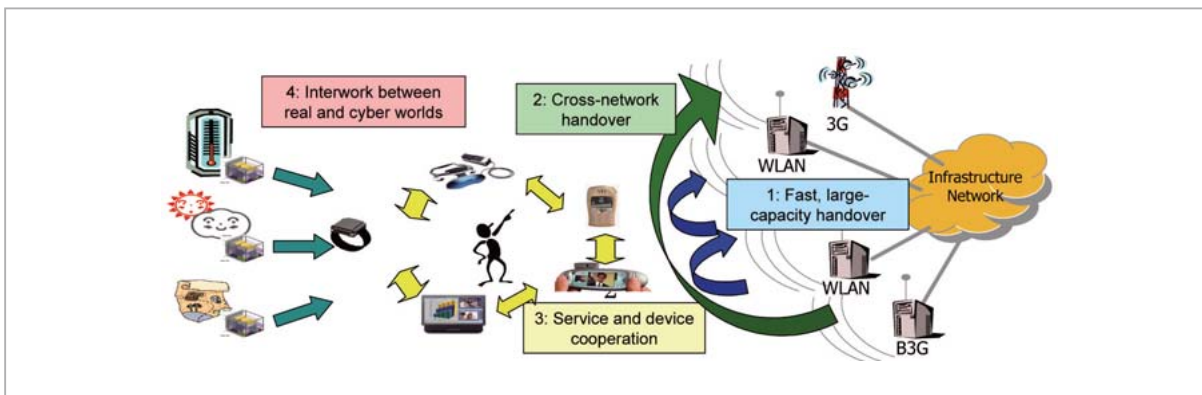 4: Interwork between
real and cyber worlds
2: Cross-network
handover
3G
WLAN
Infrastructure
Network
1: Fast, large-
capacity handover
WLAN
3: Service and device
cooperation
B3G